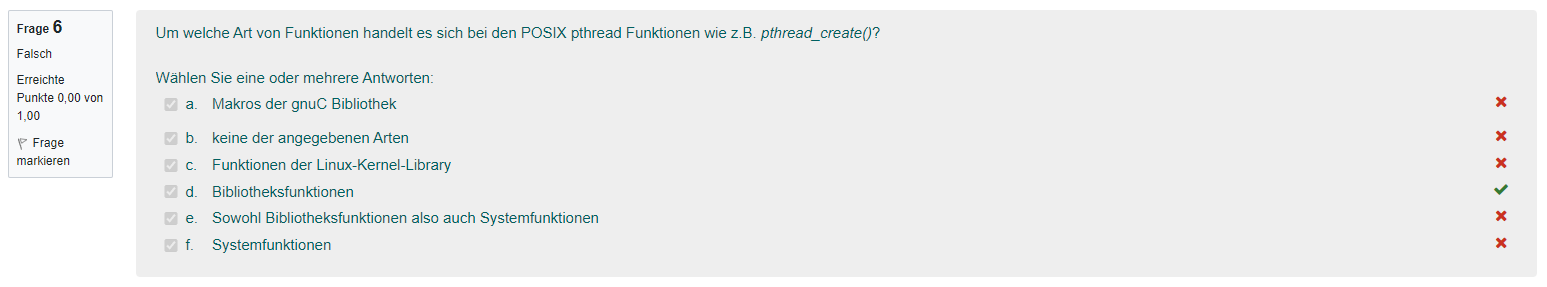 Frage 6
Falsch
Erreichte
Punkte 0,00 von
1,00
Frage
markieren
Um welche Art von Funktionen handelt es sich bei den POSIX pthread Funktionen wie z.B. pthread_create()?
Wählen Sie eine oder mehrere Antworten:
a. Makros der gnuC Bibliothek
b. keine der angegebenen Arten
c. Funktionen der Linux-Kernel-Library
d. Bibliotheksfunktionen
e. Sowohl Bibliotheksfunktionen also auch Systemfunktionen
f. Systemfunktionen